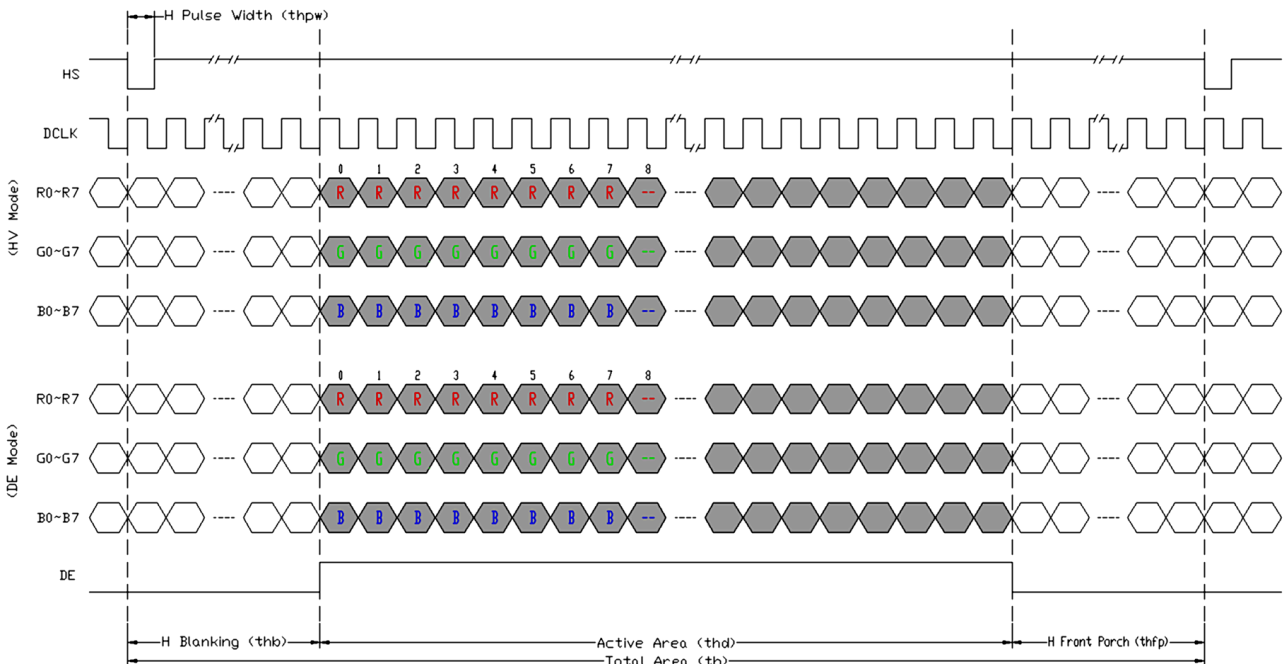 H Pulse Width (thpw)
HS
DCLK
(HV Mode)
0 1 2 3 4 5 6 7 8
R0~R7 R R R R R R R R --
G0~G7 G G G G G G G G --
B0~B7 B B B B B B B B --
(DE Mode)
0 1 2 3 4 5 6 7 8
R0~R7 R R R R R R R R --
G0~G7 G G G G G G G G --
B0~B7 B B B B B B B B --
DE
H Blanking (thb) Active Area (thd) H Front Porch (thfp)
Total Area (th)